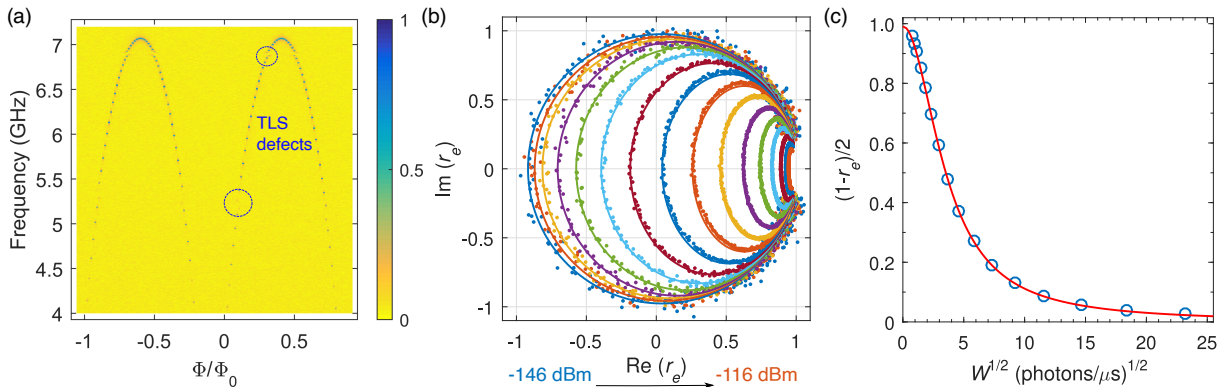 (a)
7
6.5
6
5.5
5
4.5
4
Frequency (GHz)
-1
-0.5
0
0.5
Φ/Φ0
TLS
defects
1
0.5
0
(b)
1
0.5
0
-0.5
-1
Im (re)
-1
-0.5
0
0.5
1
Re (re)
-146 dBm
-116 dBm
(c)
1.0
0.8
0.6
0.4
0.2
0
(1-re)/2
0
5
10
15
20
25
W1/2 (photons/μs)1/2